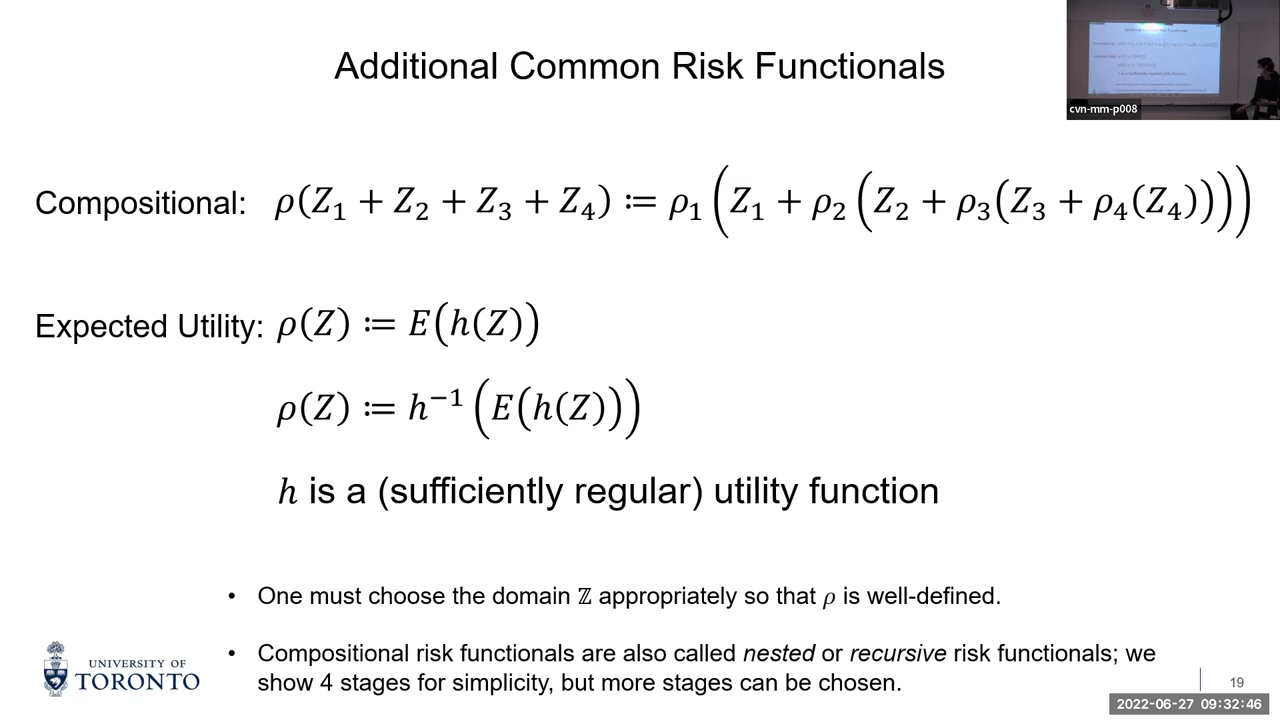 Additional Common Risk Functionals
cvn-mm-p008
Compositional: ρ(Z₁ + Z₂ + Z₃ + Z₄) ≔ ρ₁(Z₁ + ρ₂(Z₂ + ρ₃(Z₃ + ρ₄(Z₄))))
Expected Utility: ρ(Z) ≔ E(h(Z))
ρ(Z) ≔ h⁻¹(E(h(Z)))
h is a (sufficiently regular) utility function
• One must choose the domain ℤ appropriately so that ρ is well-defined.
• Compositional risk functionals are also called nested or recursive risk functionals; we
show 4 stages for simplicity, but more stages can be chosen.
UNIVERSITY OF
TORONTO
19
2022-06-27 09:32:46